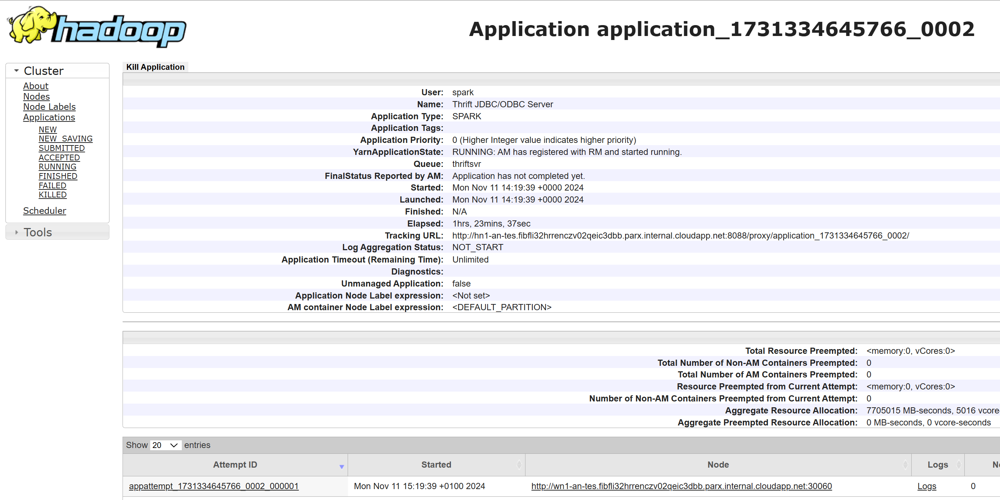 hadoop
Application application_1731334645766_0002
Cluster
About
Nodes
Node Labels
Applications
NEW
NEW_SAVING
SUBMITTED
ACCEPTED
RUNNING
FINISHED
FAILED
KILLED
Scheduler
Tools
Kill Application
User: spark
Name: Thrift JDBC/ODBC Server
Application Type: SPARK
Application Tags:
Application Priority: 0 (Higher Integer value indicates higher priority)
YarnApplicationState: RUNNING: AM has registered with RM and started running.
Queue: thriftsvr
FinalStatus Reported by AM: Application has not completed yet.
Started: Mon Nov 11 14:19:39 +0000 2024
Launched: Mon Nov 11 14:19:39 +0000 2024
Finished: N/A
Elapsed: 1hrs, 23mins, 37sec
Tracking URL: http://hn1-an-tes.fibfli32hrrenczv02qeic3dbb.parx.internal.cloudapp.net:8088/proxy/application_1731334645766_0002/
Log Aggregation Status: NOT_START
Application Timeout (Remaining Time): Unlimited
Diagnostics:
Unmanaged Application: false
Application Node Label expression: <Not set>
AM container Node Label expression: <DEFAULT_PARTITION>
Total Resource Preempted: <memory:0, vCores:0>
Total Number of Non-AM Containers Preempted: 0
Total Number of AM Containers Preempted: 0
Resource Preempted from Current Attempt: <memory:0, vCores:0>
Number of Non-AM Containers Preempted from Current Attempt: 0
Aggregate Resource Allocation: 7705015 MB-seconds, 5016 vcore-
Aggregate Preempted Resource Allocation: 0 MB-seconds, 0 vcore-seconds
Show 20 entries
Attempt ID Started Node Logs
appattempt_1731334645766_0002_000001 Mon Nov 11 15:19:39 +0100 2024 http://wn1-an-tes.fibfli32hrrenczv02qeic3dbb.parx.internal.cloudapp.net:30060 Logs 0